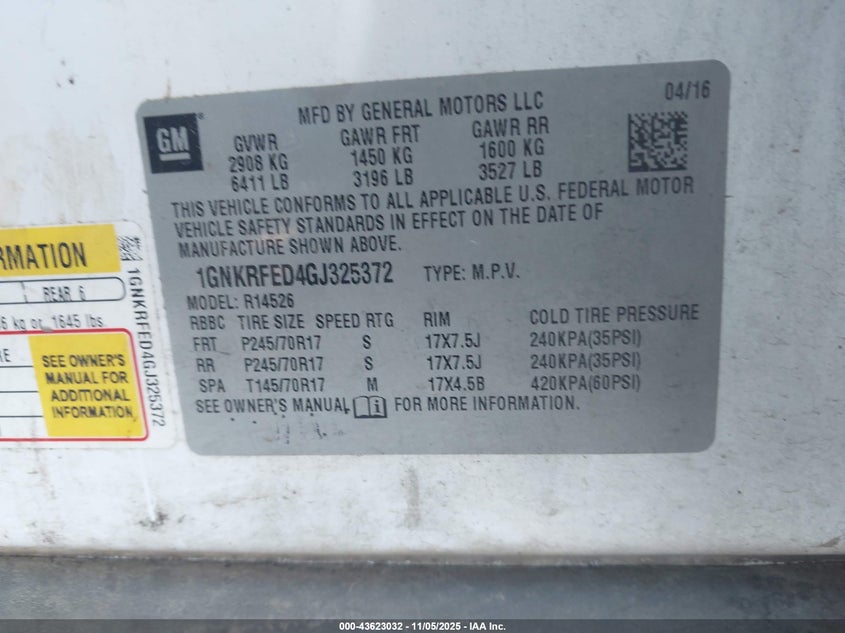 04/16
MFD BY GENERAL MOTORS LLC
GM
GVWR GAWR FRT GAWR RR
2908 KG 1450 KG 1600 KG
6411 LB 3196 LB 3527 LB
THIS VEHICLE CONFORMS TO ALL APPLICABLE U.S. FEDERAL MOTOR
VEHICLE SAFETY STANDARDS IN EFFECT ON THE DATE OF
MANUFACTURE SHOWN ABOVE.
1GNKRFED4GJ325372 TYPE: M.P.V.
MODEL: R14526
RBBC TIRE SIZE SPEED RTG RIM COLD TIRE PRESSURE
FRT P245/70R17 S 17X7.5J 240KPA(35PSI)
RR P245/70R17 S 17X7.5J 240KPA(35PSI)
SPA T145/70R17 M 17X4.5B 420KPA(60PSI)
SEE OWNER'S MANUAL FOR MORE INFORMATION.
RMATION
REAR 6
6 kg or 1645 lbs.
SEE OWNER'S
MANUAL FOR
ADDITIONAL
INFORMATION
1GNKRFED4GJ325372
000-43623032 - 11/05/2025 - IAA Inc.